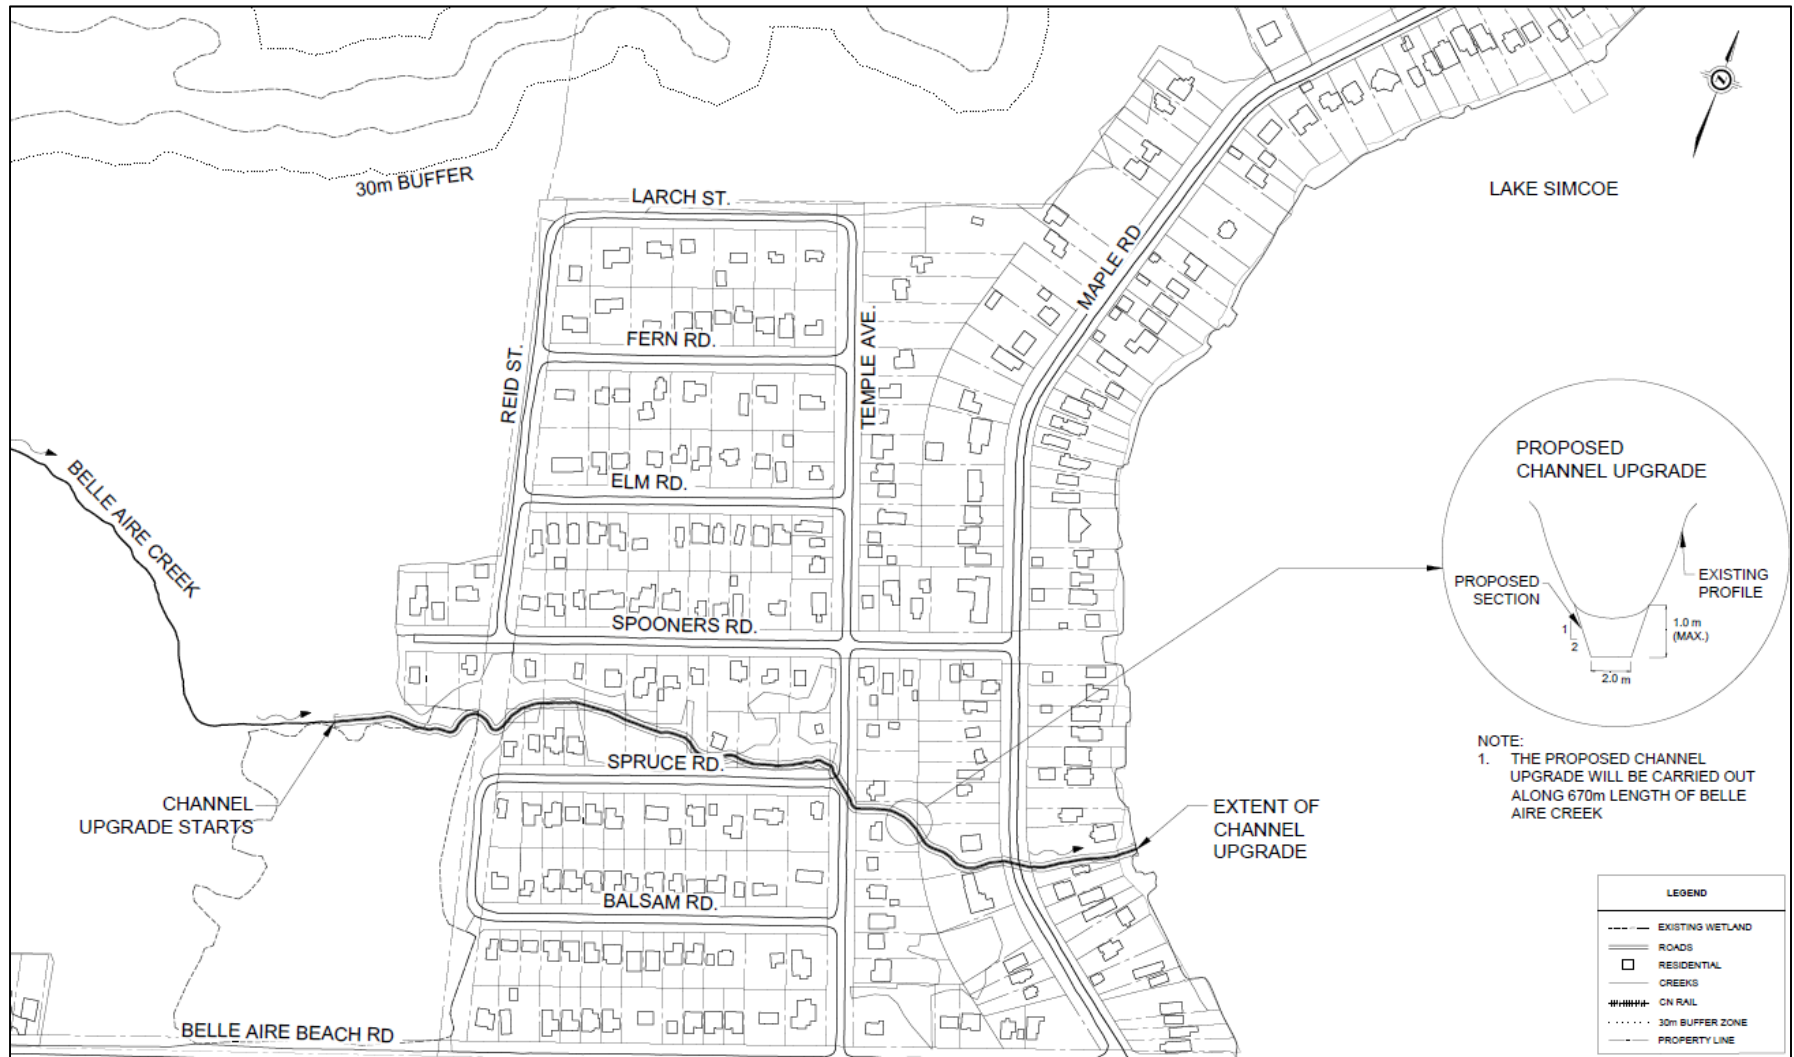 30m BUFFER
LARCH ST.
LAKE SIMCOE
MAPLE RD
FERN RD.
TEMPLE AVE.
REID ST.
ELM RD.
BELLE AIRE CREEK
SPOONERS RD.
PROPOSED
CHANNEL UPGRADE
PROPOSED
SECTION
EXISTING
PROFILE
1
2
1.0 m
(MAX.)
2.0 m
NOTE:
1. THE PROPOSED CHANNEL
UPGRADE WILL BE CARRIED OUT
ALONG 670m LENGTH OF BELLE
AIRE CREEK
SPRUCE RD.
CHANNEL
UPGRADE STARTS
EXTENT OF
CHANNEL
UPGRADE
BALSAM RD.
BELLE AIRE BEACH RD
LEGEND
EXISTING WETLAND
ROADS
RESIDENTIAL
CREEKS
CN RAIL
30m BUFFER ZONE
PROPERTY LINE